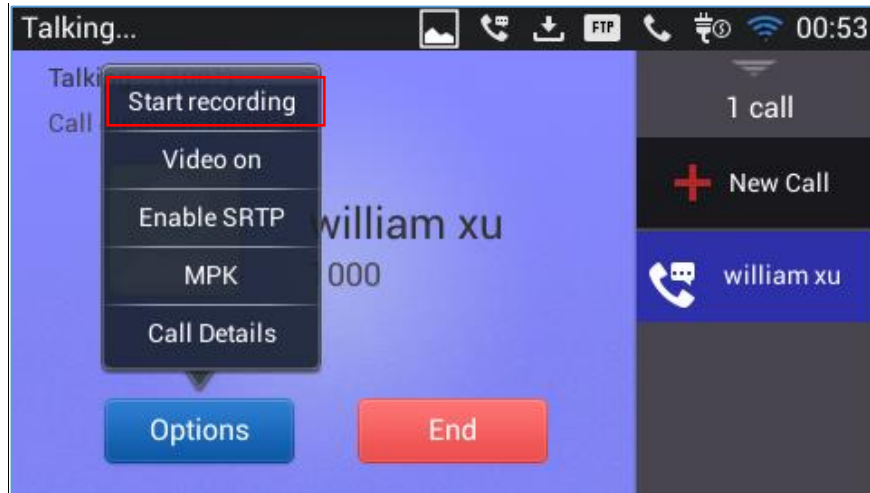 Talking...
FTP
00:53
Talki
Call
Start recording
Video on
Enable SRTP
MPK
Call Details
william xu
000
Options
End
1 call
New Call
william xu